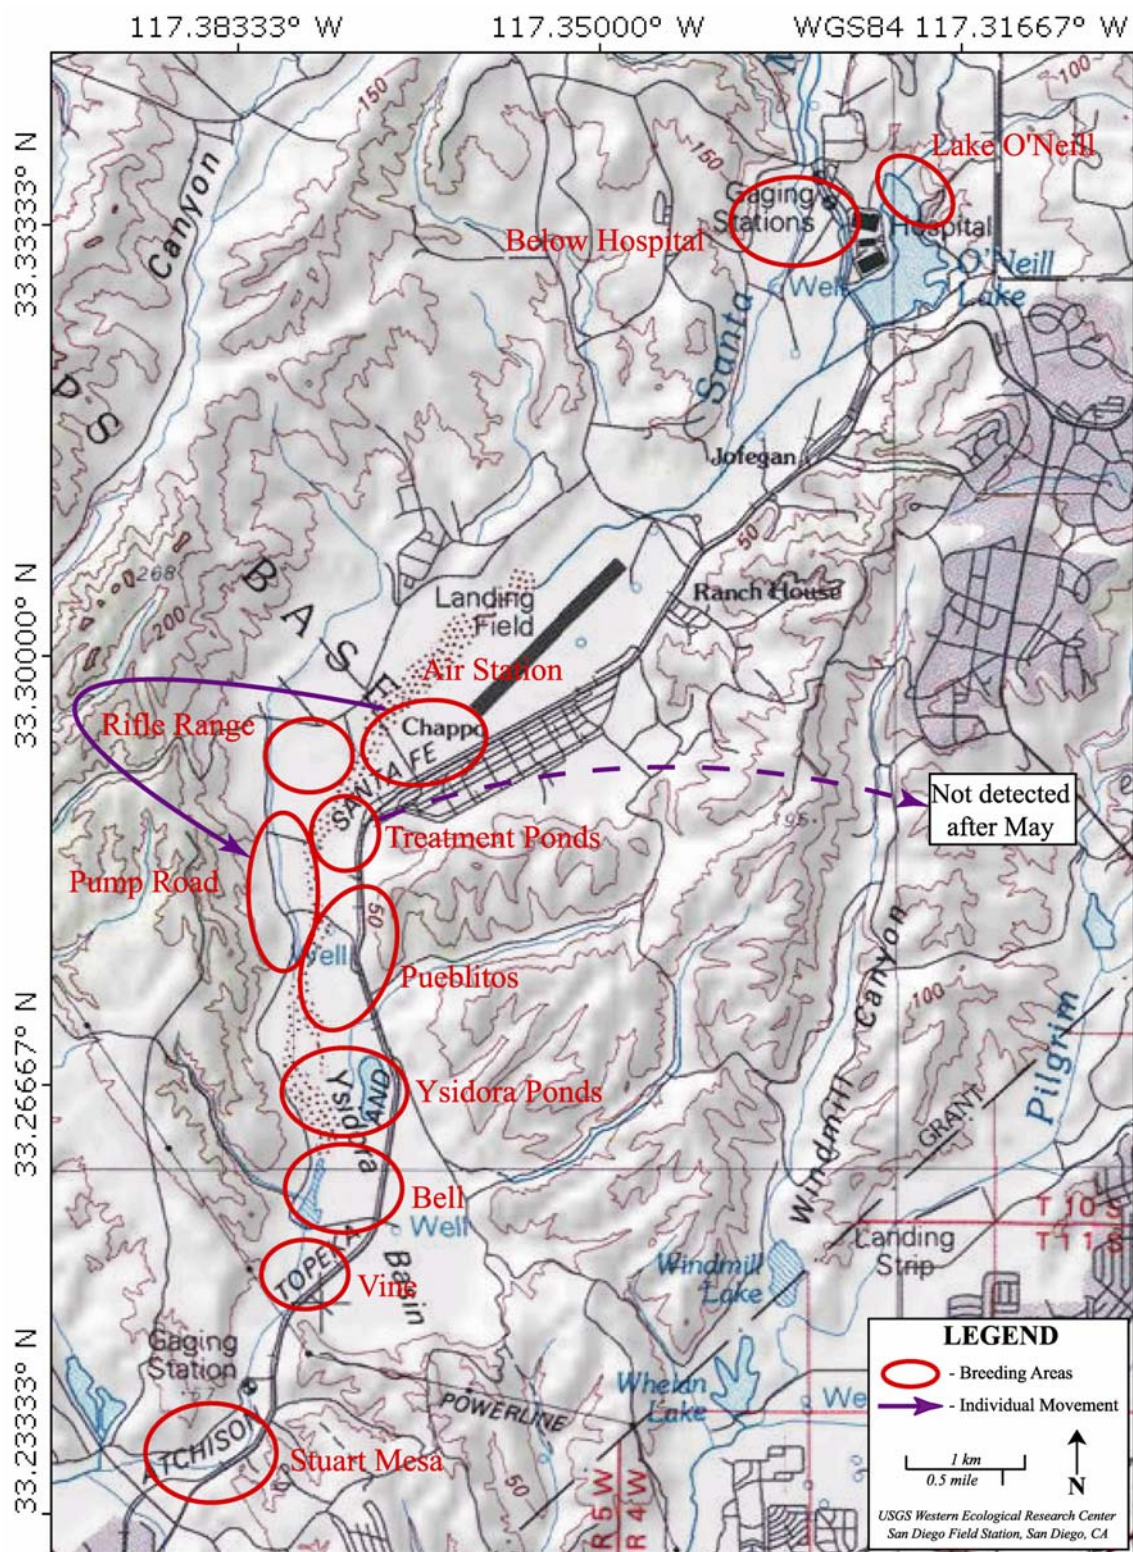 117.38333° W
117.35000° W
WGS84 117.31667° W
33.33333° N
33.30000° N
33.26667° N
33.23333° N
150
100
Canyon
150
Lake O'Neill
Gaging
Stations
Hospital
Below Hospital
O'Neill
Lake
Well
Santa
P S
Jofegan
50
268
200
BASE
Landing
Field
Ranch House
Air Station
Rifle Range
Chappo
SANTA FE
Not detected
after May
195
Treatment Ponds
Pump Road
50
Well
Pueblitos
Canyon
100
Pilgrim
Ysidora Ponds
Ysidora
AND
GRANT
Windmill
Bell
Well
T 10 S
T 11 S
Landing
Strip
TOPEKA
Basin
Vine
Windmill
Lake
Gaging
Station
Whelan
Lake
We
POWERLINE
ATCHISON
Stuart Mesa
50
R 5 W
R 4 W
LEGEND
- Breeding Areas
- Individual Movement
1 km
0.5 mile
N
USGS Western Ecological Research Center
San Diego Field Station, San Diego, CA